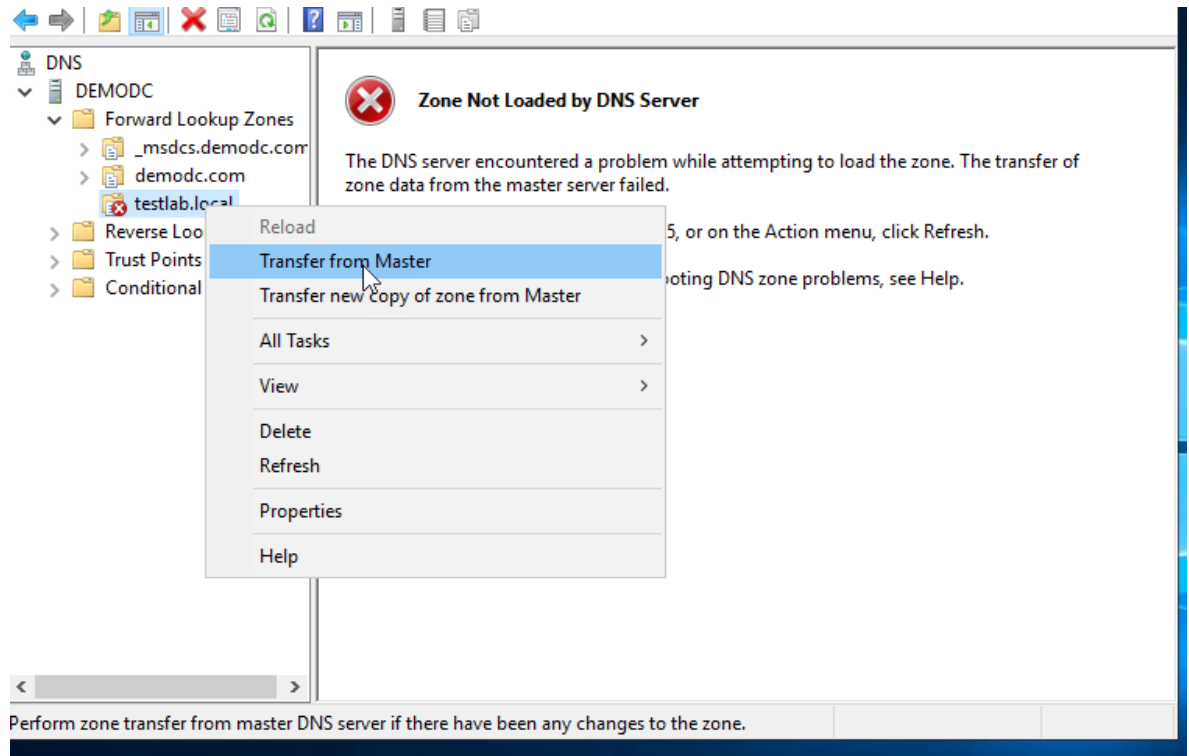 DNS
DEMODC
Forward Lookup Zones
_msdcs.demodc.com
demodc.com
testlab.local
Reverse Loo
Trust Points
Conditional
Zone Not Loaded by DNS Server
The DNS server encountered a problem while attempting to load the zone. The transfer of
zone data from the master server failed.
5, or on the Action menu, click Refresh.
oting DNS zone problems, see Help.
Reload
Transfer from Master
Transfer new copy of zone from Master
All Tasks
View
Delete
Refresh
Properties
Help
Perform zone transfer from master DNS server if there have been any changes to the zone.